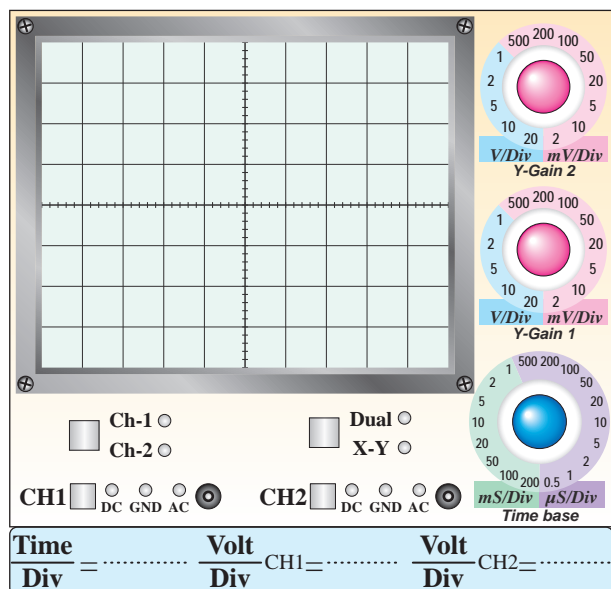 500 200 100
1 50
2 20
5 5
10 10
20 2
V/Div mV/Div
Y-Gain 2
500 200 100
1 50
2 20
5 5
10 10
20 2
V/Div mV/Div
Y-Gain 1
1 500 200 100
2 50
5 20
10 10
20 5
50 2
100 200 0.5 1
mS/Div µS/Div
Time base
Ch-1
Ch-2
Dual
X-Y
CH1 DC GND AC
CH2 DC GND AC
Time/Div = ............ Volt/Div CH1= ............ Volt/Div CH2= ............